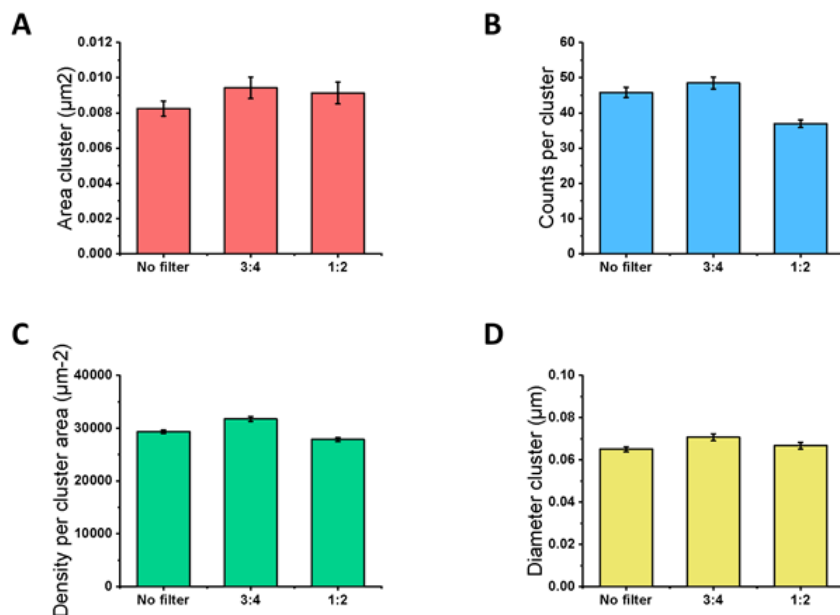 A
Area cluster (µm2)
0.012
0.010
0.008
0.006
0.004
0.002
0.000
No filter 3:4 1:2
B
Counts per cluster
60
50
40
30
20
10
0
No filter 3:4 1:2
C
Density per cluster area (µm-2)
40000
30000
20000
10000
0
No filter 3:4 1:2
D
Diameter cluster (µm)
0.10
0.08
0.06
0.04
0.02
0.00
No filter 3:4 1:2